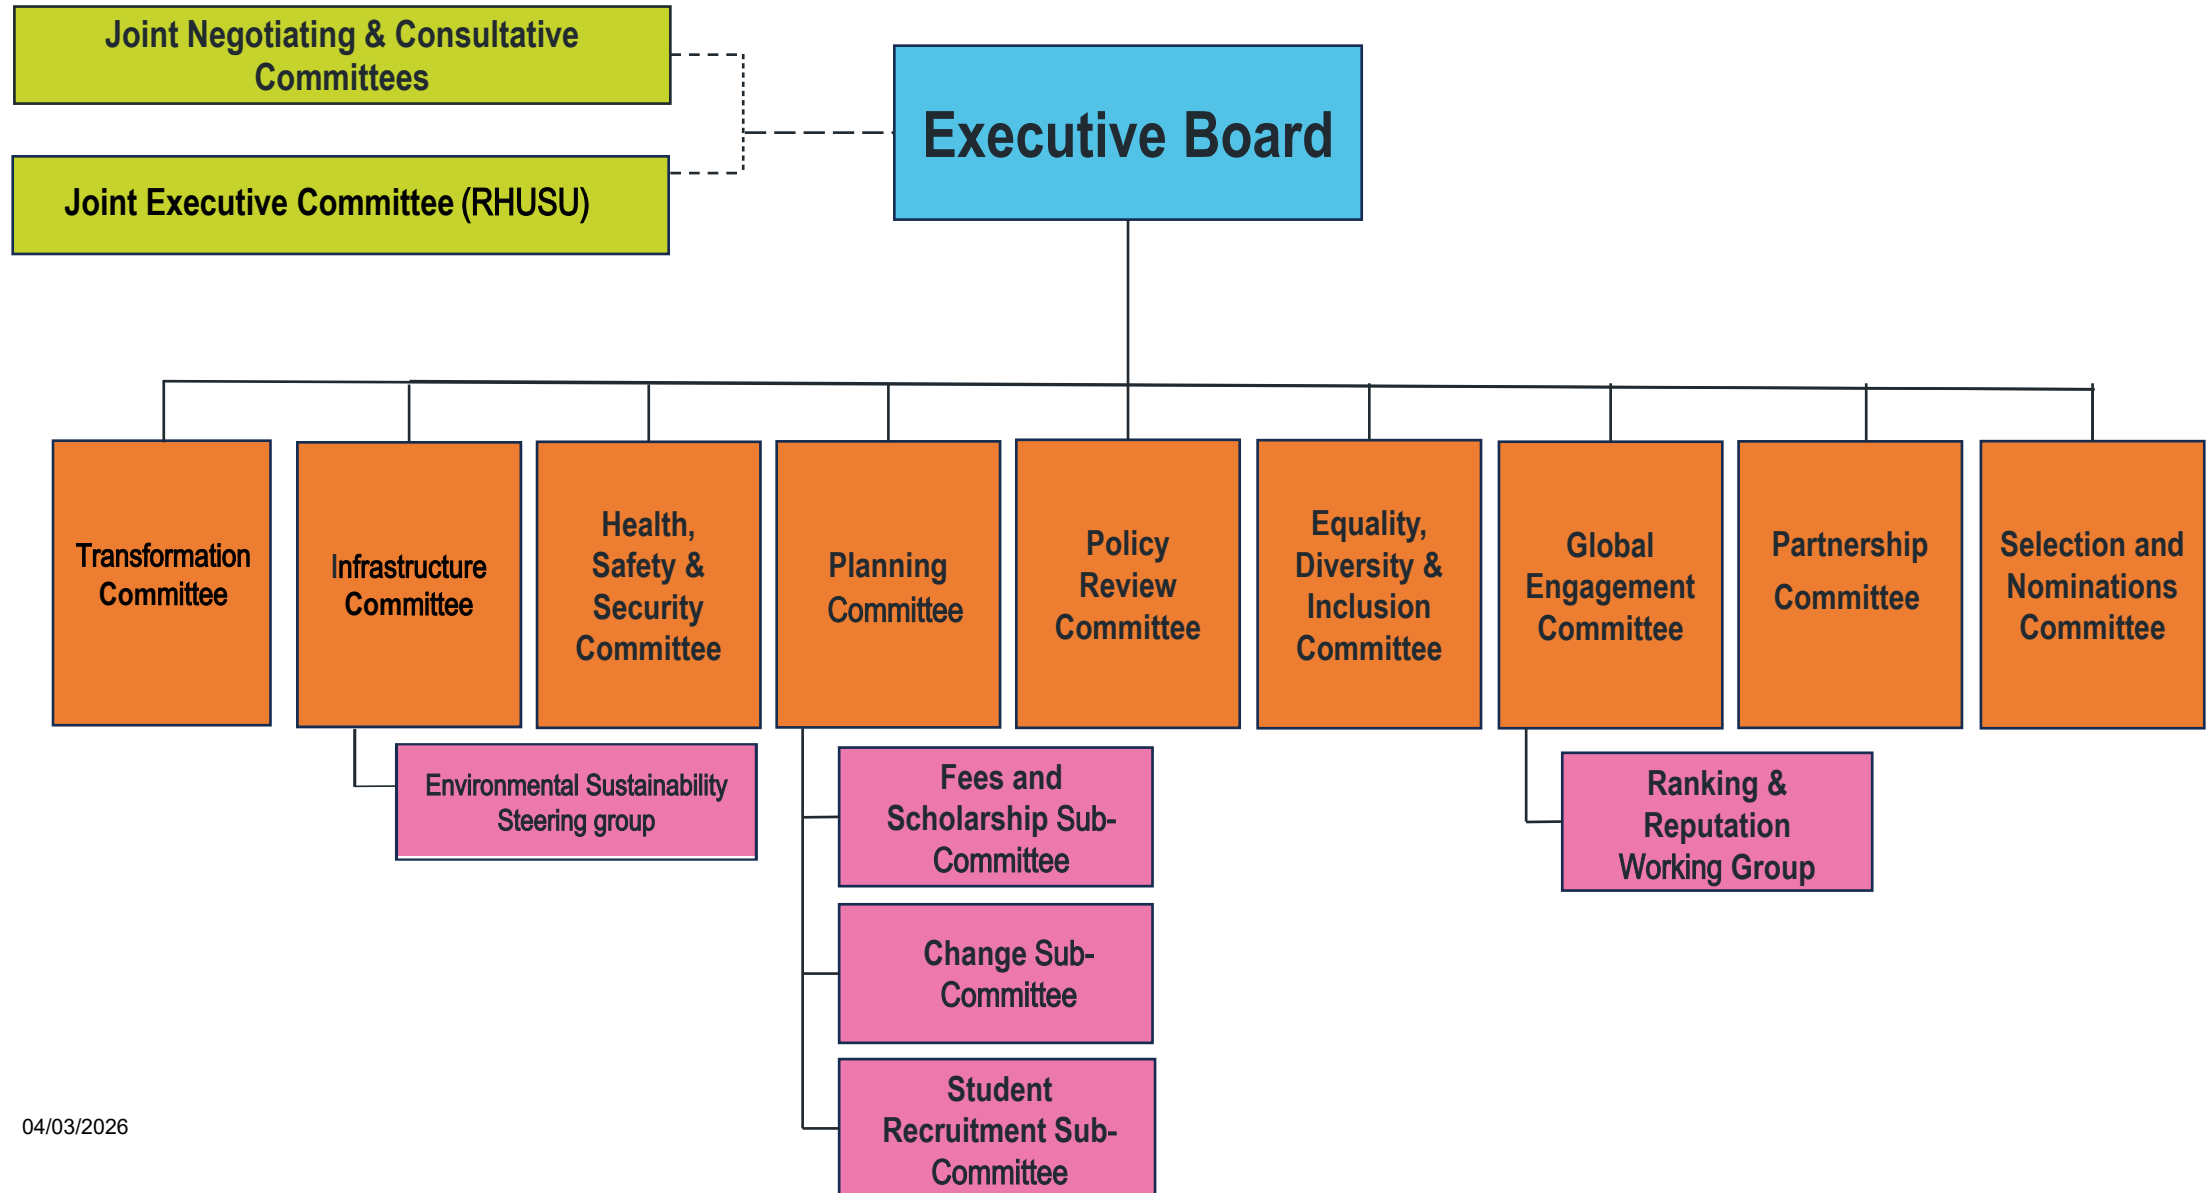 Joint Negotiating & Consultative
Committees
Executive Board
Joint Executive Committee (RHUSU)
Transformation
Committee
Infrastructure
Committee
Health,
Safety &
Security
Committee
Planning
Committee
Policy
Review
Committee
Equality,
Diversity &
Inclusion
Committee
Global
Engagement
Committee
Partnership
Committee
Selection and
Nominations
Committee
Environmental Sustainability
Steering group
Fees and
Scholarship Sub-
Committee
Change Sub-
Committee
Student
Recruitment Sub-
Committee
Ranking &
Reputation
Working Group
04/03/2026